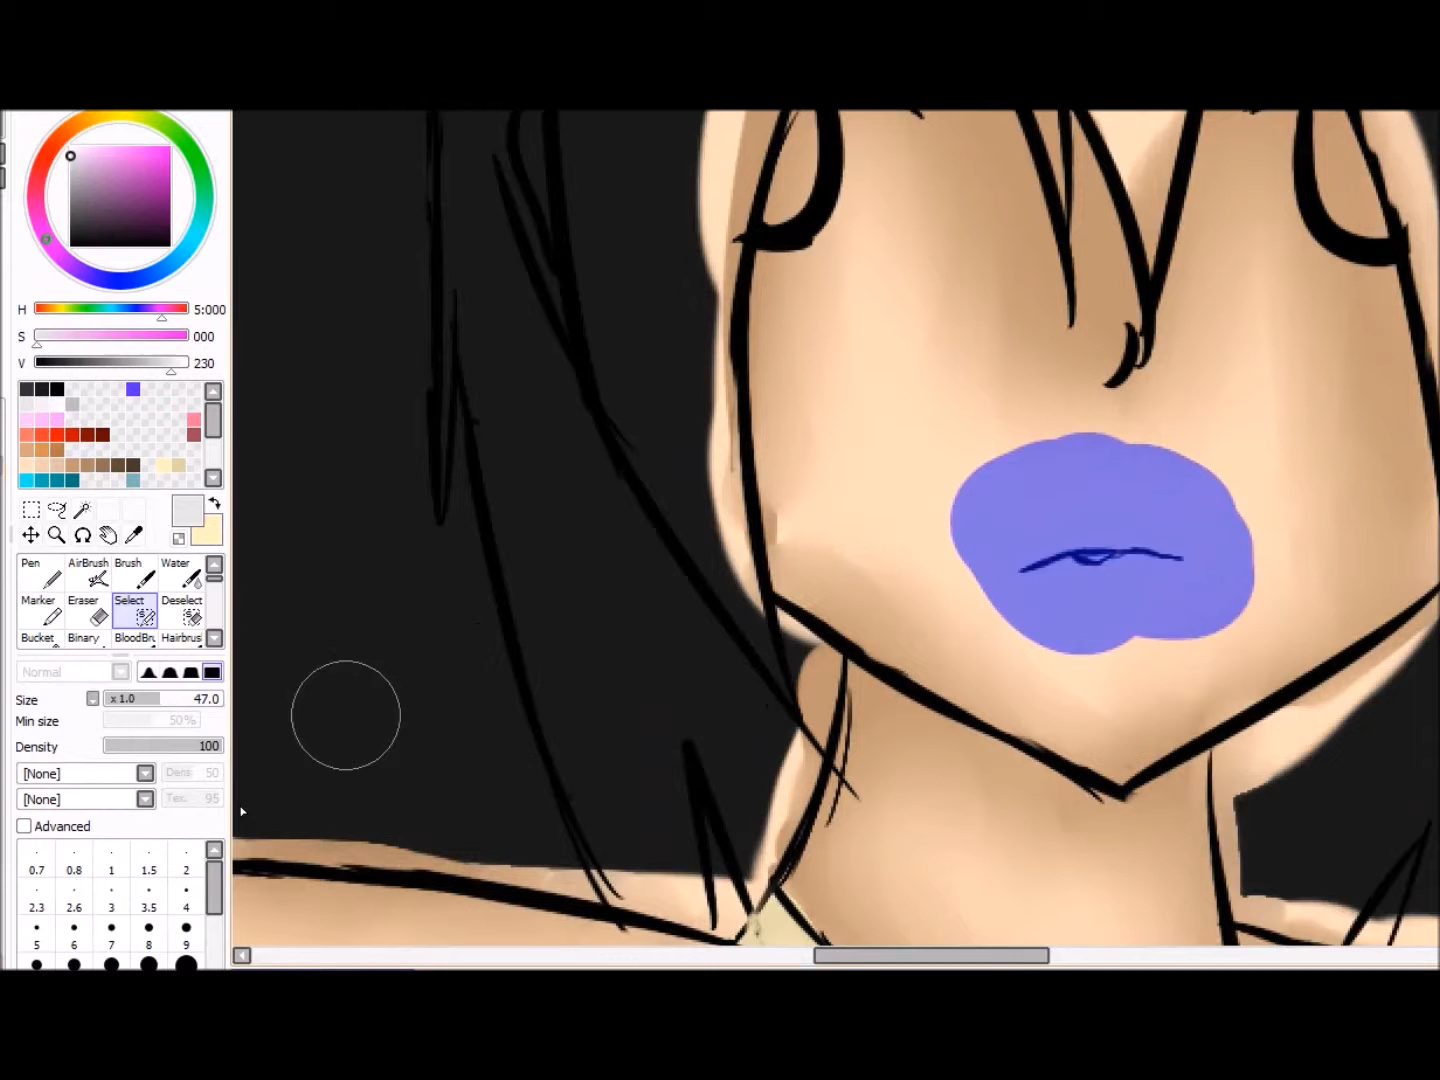 H 5:000
S 000
V 230
Pen AirBrush Brush Water
Marker Eraser Select Deselect
Bucket Binary BloodBru Hairbrusl
Normal
Size x 1.0 47.0
Min size 50%
Density 100
[None] Dens 50
[None] Tex. 95
Advanced
0.7 0.8 1 1.5 2
2.3 2.6 3 3.5 4
5 6 7 8 9